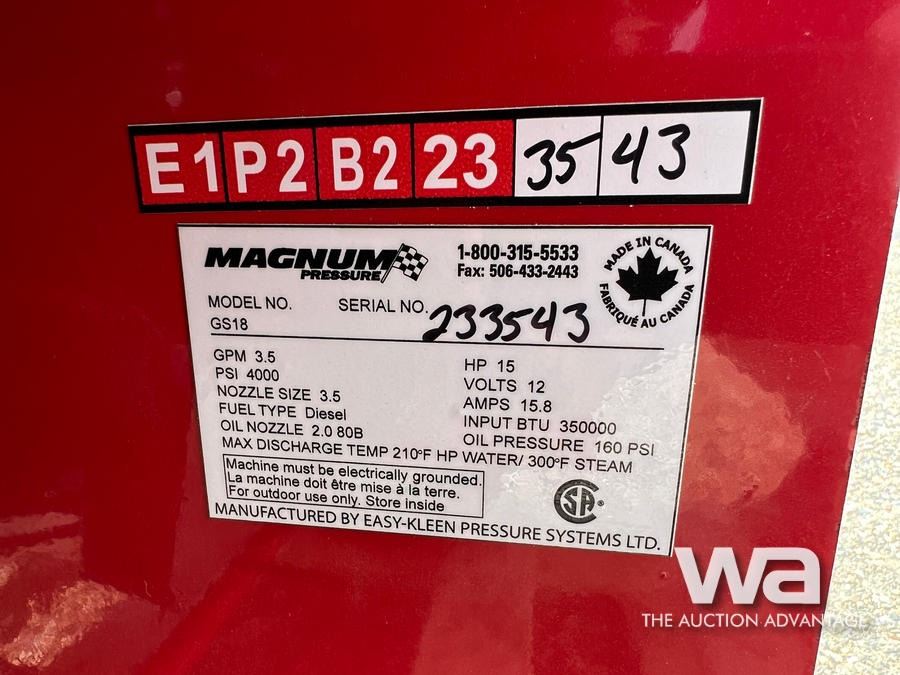 E1 P2 B2 23 35 43
MAGNUM
PRESSURE
1-800-315-5533
Fax: 506-433-2443
MADE IN CANADA
FABRIQUÉ AU CANADA
MODEL NO.
GS18
SERIAL NO. 233543
GPM 3.5
PSI 4000
NOZZLE SIZE 3.5
FUEL TYPE Diesel
OIL NOZZLE 2.0 80B
HP 15
VOLTS 12
AMPS 15.8
INPUT BTU 350000
OIL PRESSURE 160 PSI
MAX DISCHARGE TEMP 210°F HP WATER/ 300°F STEAM
Machine must be electrically grounded.
La machine doit être mise à la terre.
For outdoor use only. Store inside
CSA®
MANUFACTURED BY EASY-KLEEN PRESSURE SYSTEMS LTD.
wa
THE AUCTION ADVANTAGE